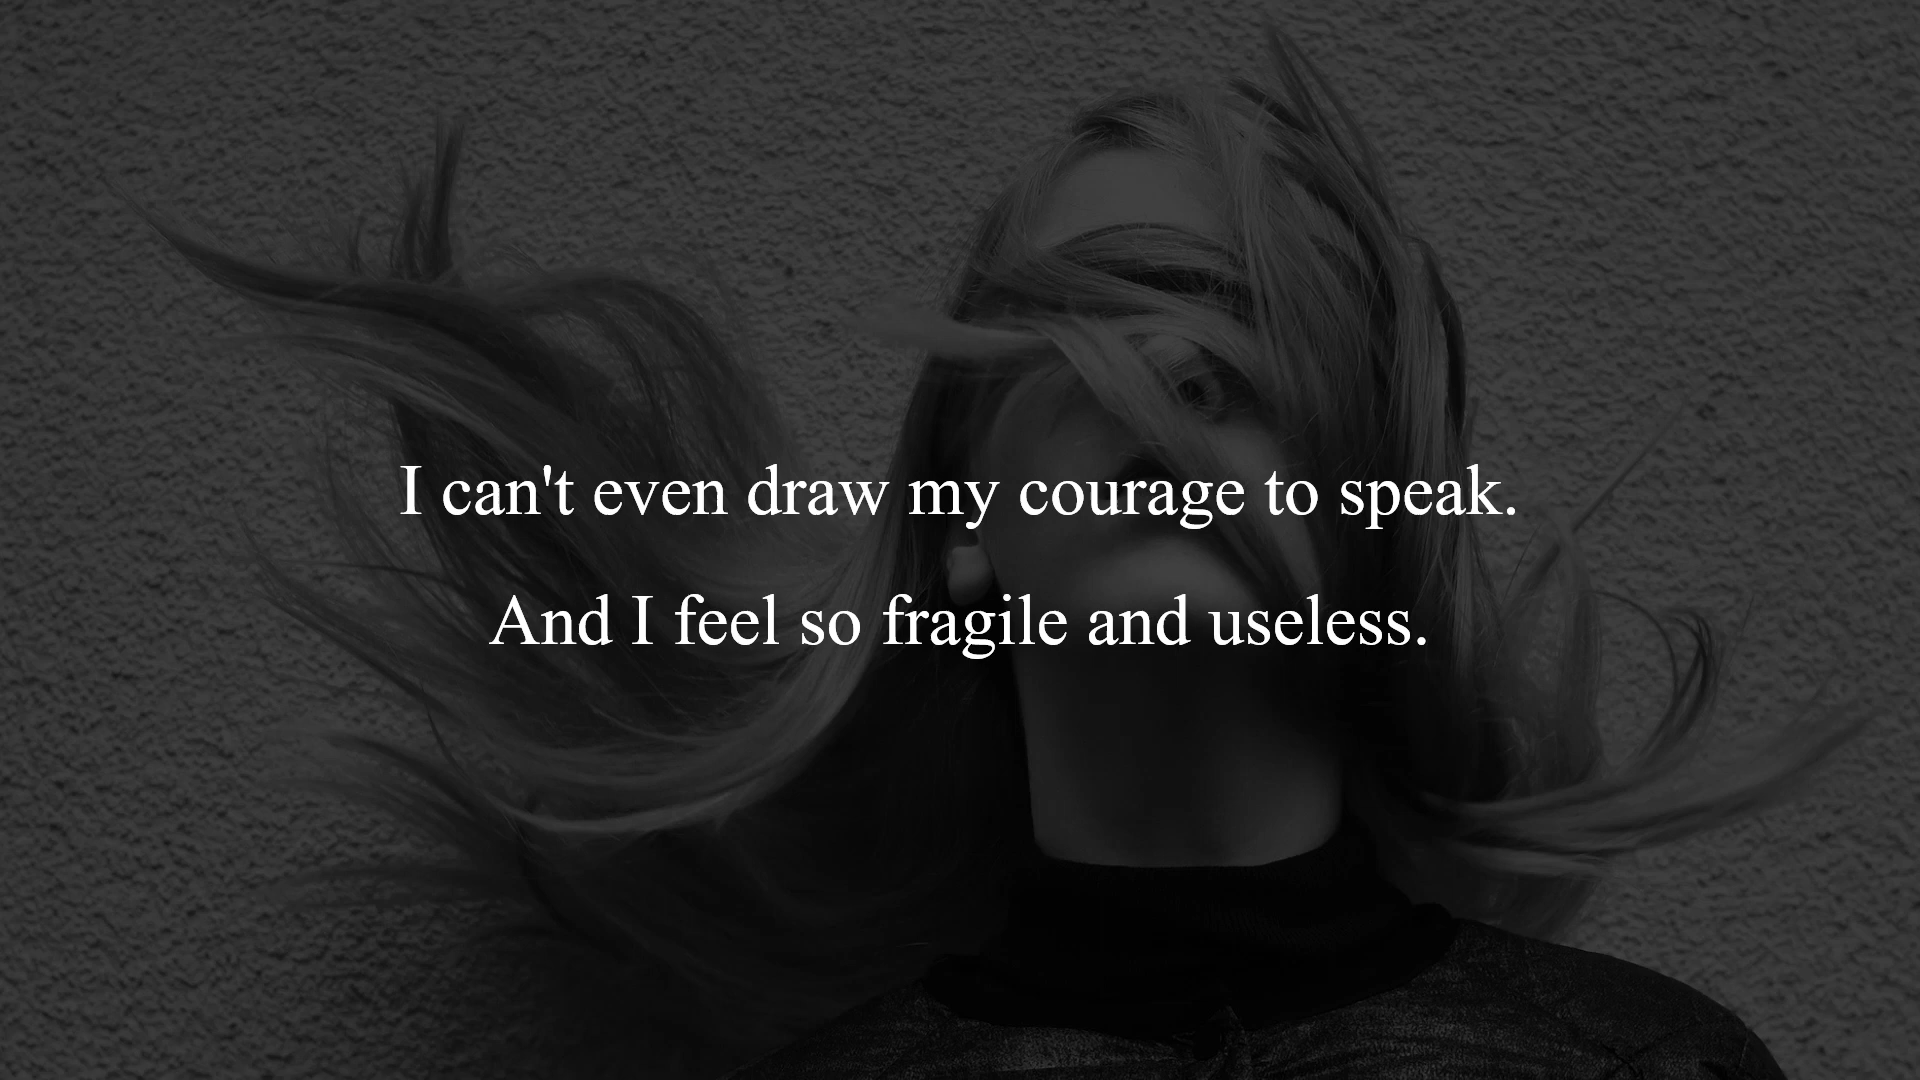 I can't even draw my courage to speak.
And I feel so fragile and useless.